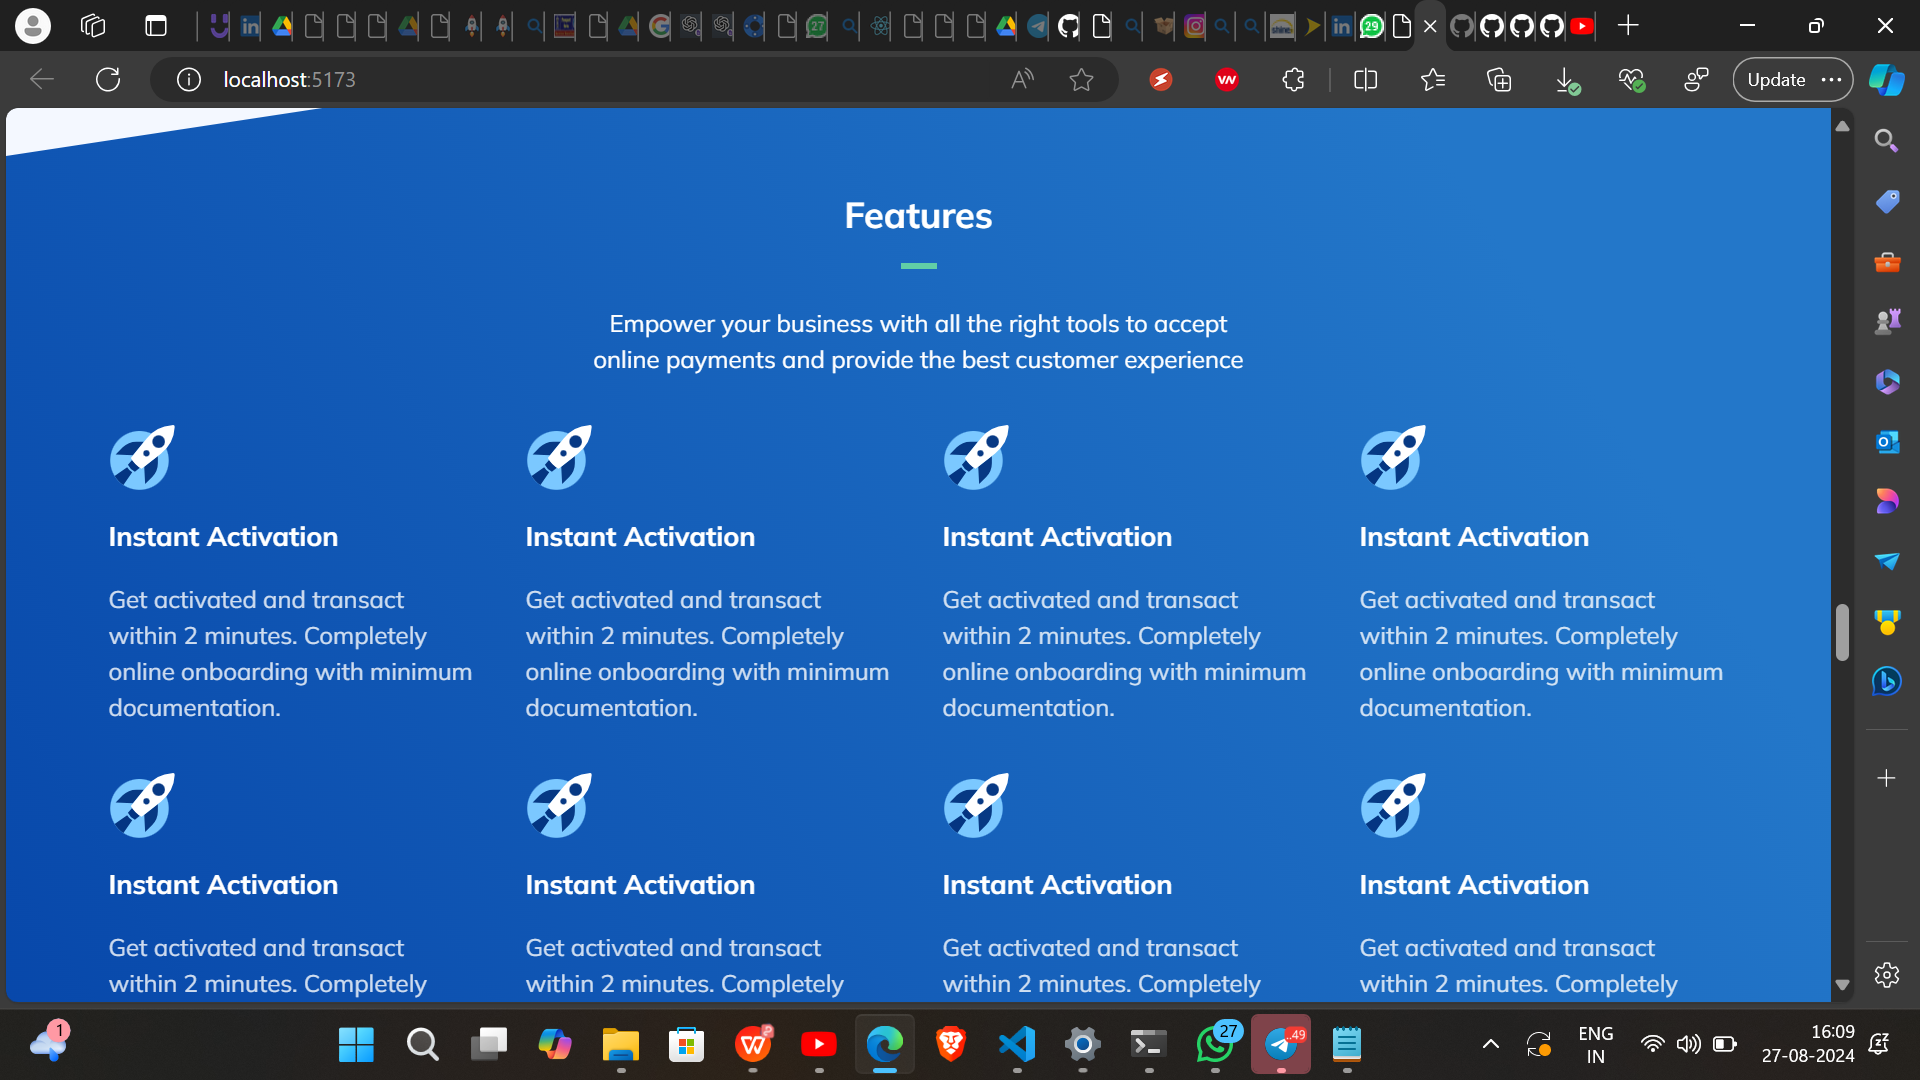 29
localhost:5173
Update
Features
Empower your business with all the right tools to accept
online payments and provide the best customer experience
Instant Activation
Get activated and transact
within 2 minutes. Completely
online onboarding with minimum
documentation.
Instant Activation
Get activated and transact
within 2 minutes. Completely
online onboarding with minimum
documentation.
Instant Activation
Get activated and transact
within 2 minutes. Completely
online onboarding with minimum
documentation.
Instant Activation
Get activated and transact
within 2 minutes. Completely
online onboarding with minimum
documentation.
Instant Activation
Get activated and transact
within 2 minutes. Completely
Instant Activation
Get activated and transact
within 2 minutes. Completely
Instant Activation
Get activated and transact
within 2 minutes. Completely
Instant Activation
Get activated and transact
within 2 minutes. Completely
1
27
..49
ENG
IN
16:09
27-08-2024